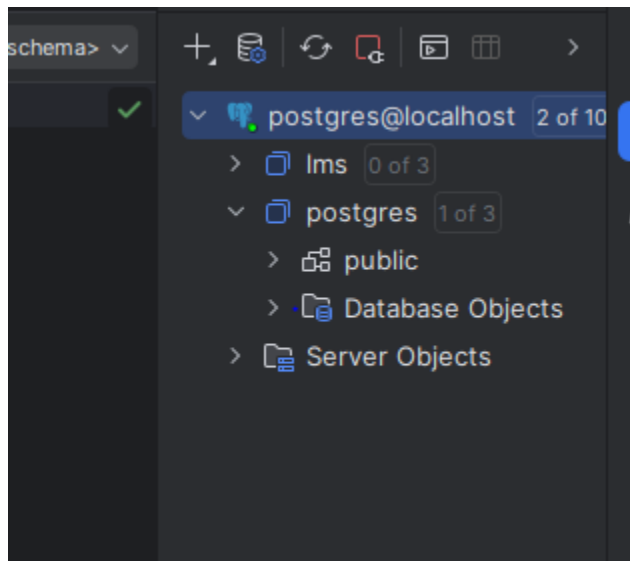 schema>
postgres@localhost 2 of 10
lms 0 of 3
postgres 1 of 3
public
Database Objects
Server Objects